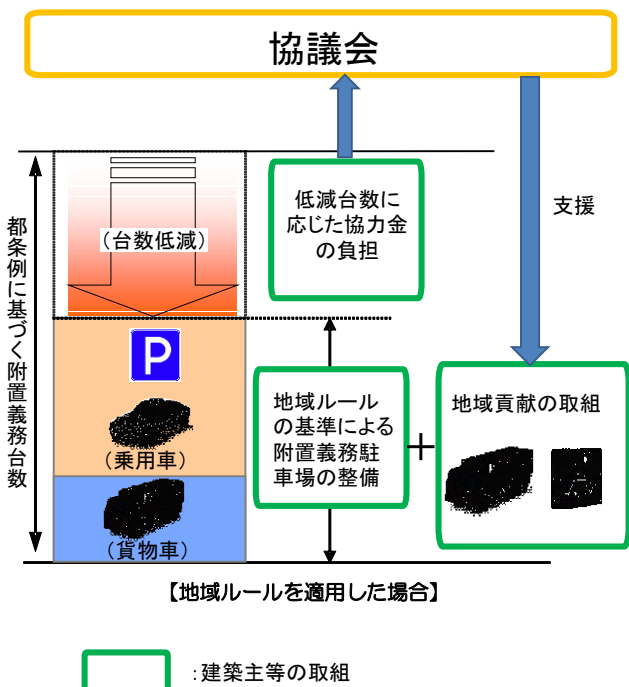 協議会
都条例に基づく附置義務台数
(台数低減)
低減台数に
応じた協力金
の負担
支援
P
(乗用車)
(貨物車)
地域ルール
の基準による
附置義務駐
車場の整備
+
地域貢献の取組
【地域ルールを適用した場合】
:建築主等の取組